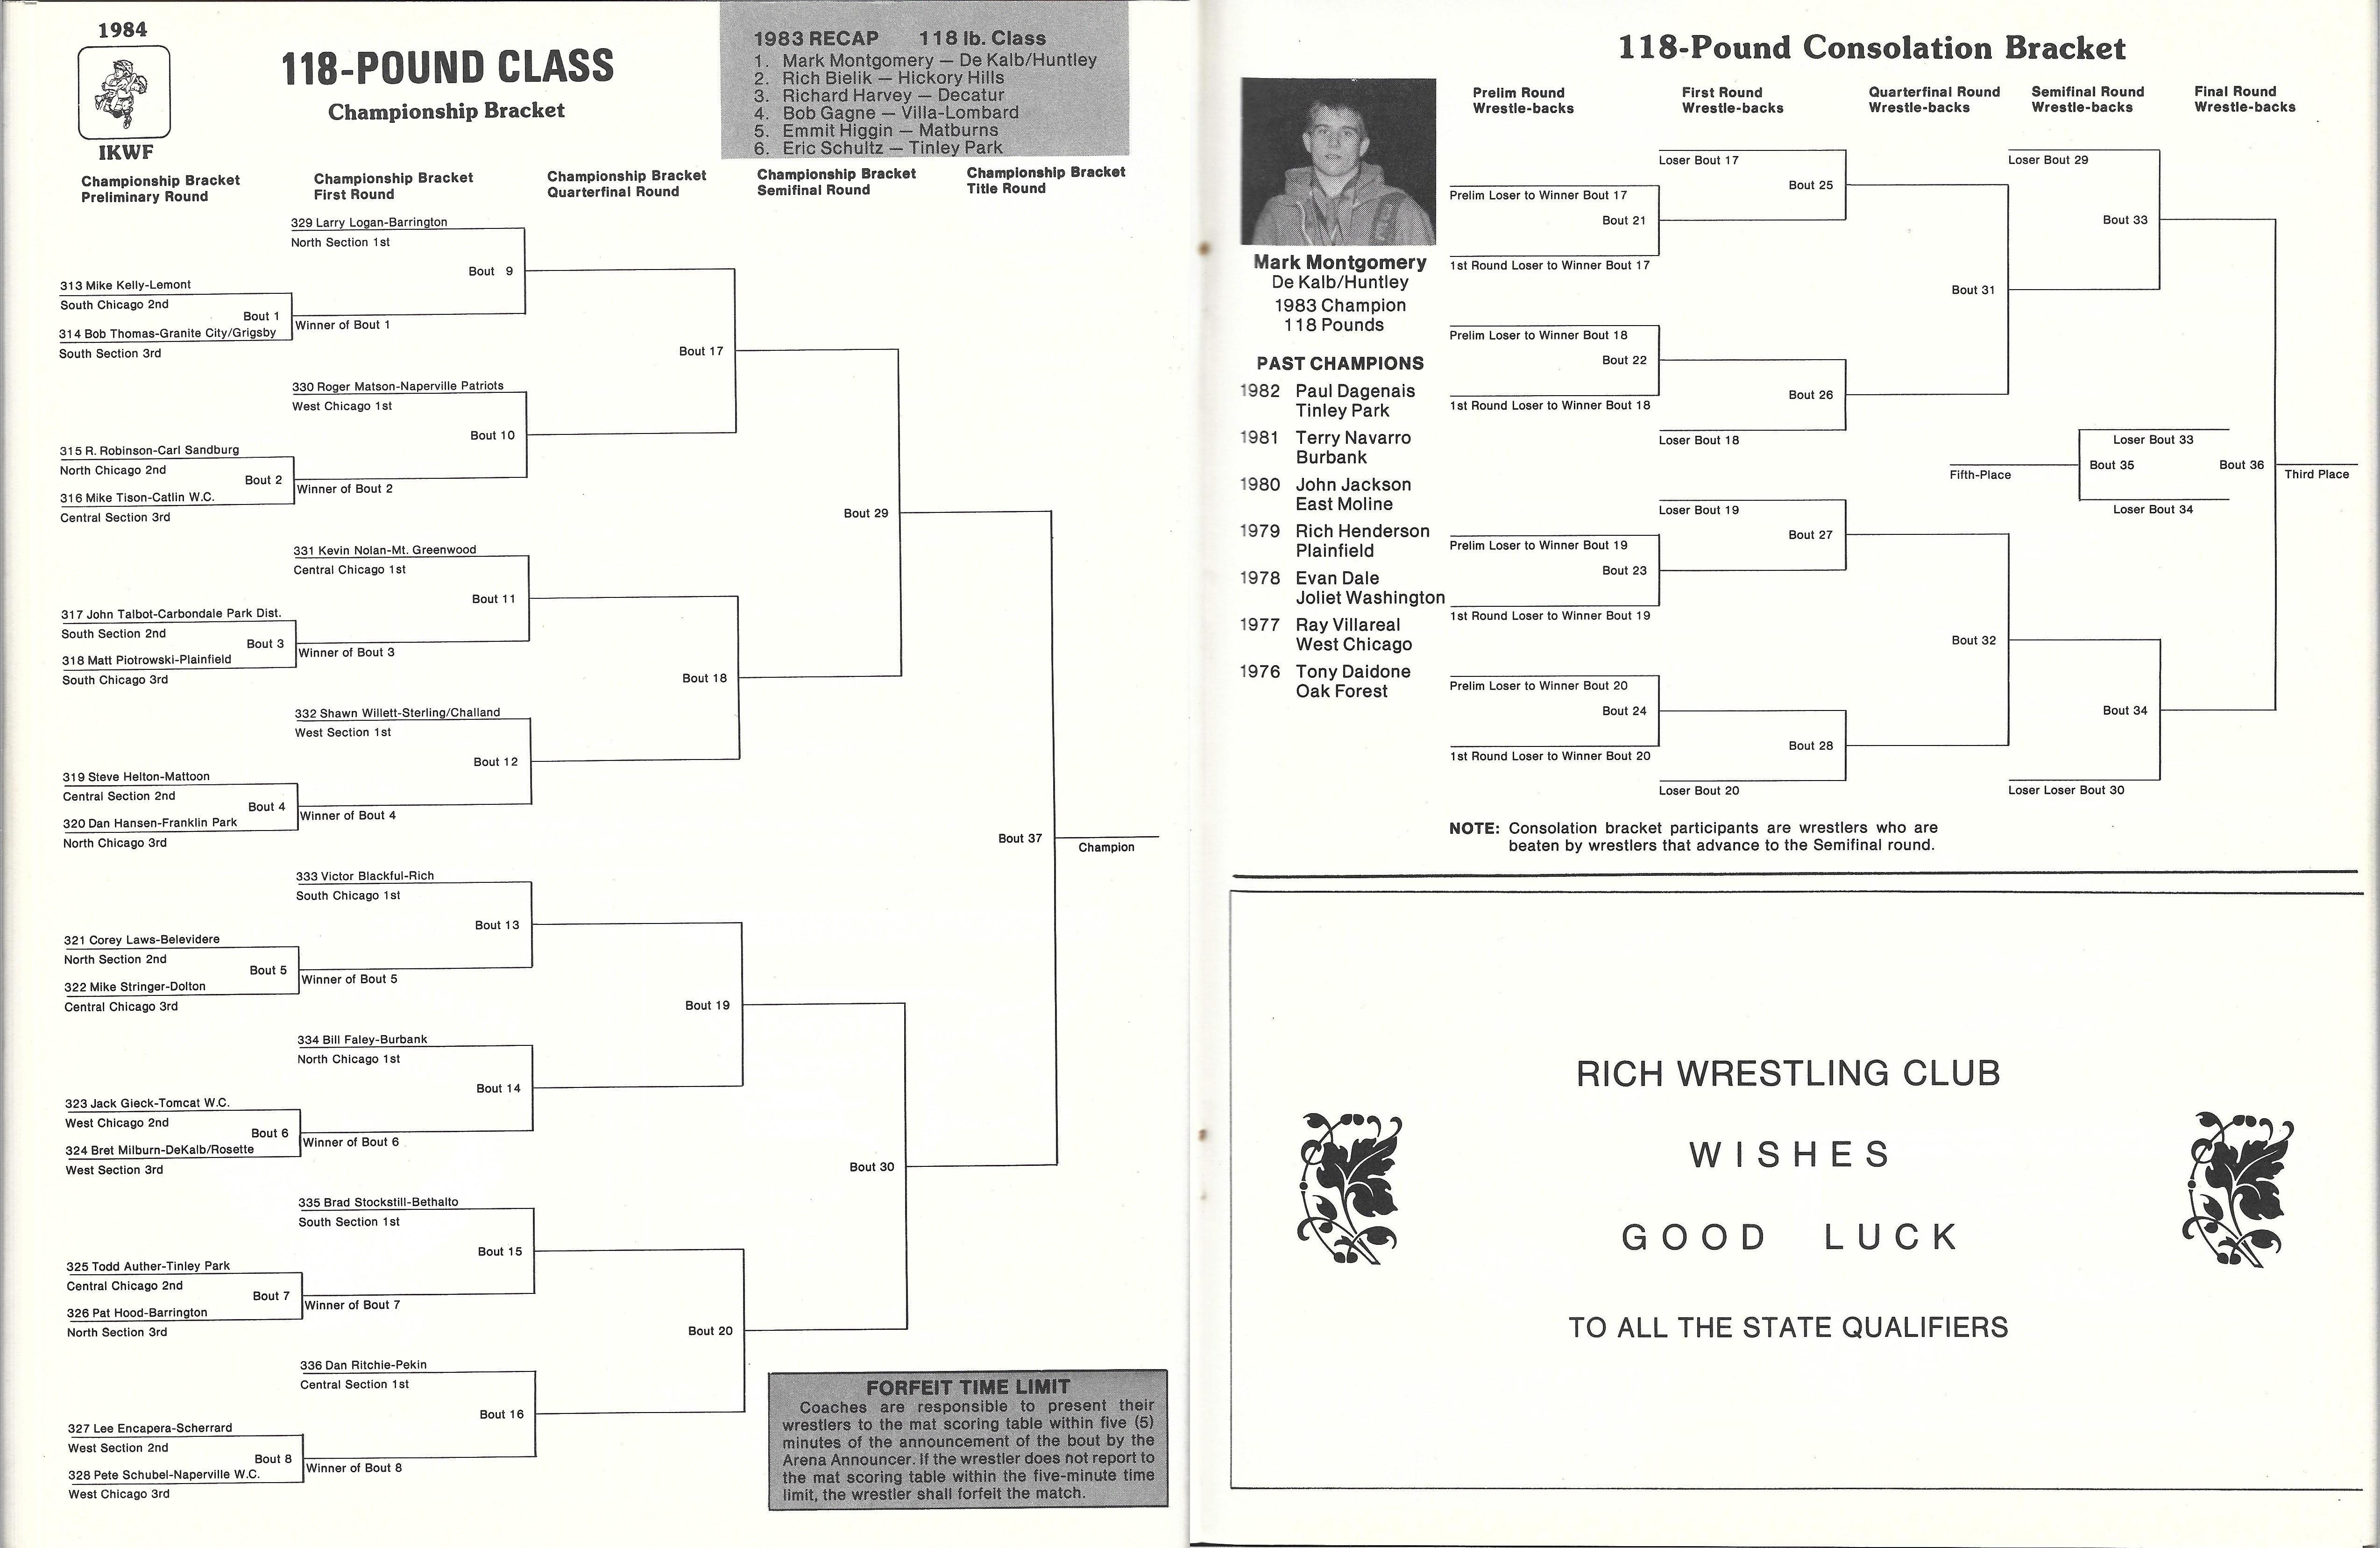 1984
IKWF
118-POUND CLASS
Championship Bracket
1983 RECAP 118 lb. Class
1. Mark Montgomery — De Kalb/Huntley
2. Rich Bielik — Hickory Hills
3. Richard Harvey — Decatur
4. Bob Gagne — Villa-Lombard
5. Emmit Higgin — Matburns
6. Eric Schultz — Tinley Park
Championship Bracket
Preliminary Round
Championship Bracket
First Round
Championship Bracket
Quarterfinal Round
Championship Bracket
Semifinal Round
Championship Bracket
Title Round
329 Larry Logan-Barrington
North Section 1st
Bout 9
313 Mike Kelly-Lemont
South Chicago 2nd
Bout 1
Winner of Bout 1
314 Bob Thomas-Granite City/Grigsby
South Section 3rd
Bout 17
330 Roger Matson-Naperville Patriots
West Chicago 1st
Bout 10
315 R. Robinson-Carl Sandburg
North Chicago 2nd
Bout 2
Winner of Bout 2
316 Mike Tison-Catlin W.C.
Central Section 3rd
Bout 29
331 Kevin Nolan-Mt. Greenwood
Central Chicago 1st
Bout 11
317 John Talbot-Carbondale Park Dist.
South Section 2nd
Bout 3
Winner of Bout 3
318 Matt Piotrowski-Plainfield
South Chicago 3rd
Bout 18
332 Shawn Willett-Sterling/Challand
West Section 1st
Bout 12
319 Steve Helton-Mattoon
Central Section 2nd
Bout 4
Winner of Bout 4
320 Dan Hansen-Franklin Park
North Chicago 3rd
Bout 37
Champion
333 Victor Blackful-Rich
South Chicago 1st
Bout 13
321 Corey Laws-Belevidere
North Section 2nd
Bout 5
Winner of Bout 5
322 Mike Stringer-Dolton
Central Chicago 3rd
Bout 19
334 Bill Faley-Burbank
North Chicago 1st
Bout 14
323 Jack Gieck-Tomcat W.C.
West Chicago 2nd
Bout 6
Winner of Bout 6
324 Bret Milburn-DeKalb/Rosette
West Section 3rd
Bout 30
335 Brad Stockstill-Bethalto
South Section 1st
Bout 15
325 Todd Auther-Tinley Park
Central Chicago 2nd
Bout 7
Winner of Bout 7
326 Pat Hood-Barrington
North Section 3rd
Bout 20
336 Dan Ritchie-Pekin
Central Section 1st
Bout 16
327 Lee Encapera-Scherrard
West Section 2nd
Bout 8
Winner of Bout 8
328 Pete Schubel-Naperville W.C.
West Chicago 3rd
FORFEIT TIME LIMIT
Coaches are responsible to present their
wrestlers to the mat scoring table within five (5)
minutes of the announcement of the bout by the
Arena Announcer. If the wrestler does not report to
the mat scoring table within the five-minute time
limit, the wrestler shall forfeit the match.
118-Pound Consolation Bracket
Prelim Round
Wrestle-backs
First Round
Wrestle-backs
Quarterfinal Round
Wrestle-backs
Semifinal Round
Wrestle-backs
Final Round
Wrestle-backs
Mark Montgomery
De Kalb/Huntley
1983 Champion
118 Pounds
PAST CHAMPIONS
1982 Paul Dagenais
Tinley Park
1981 Terry Navarro
Burbank
1980 John Jackson
East Moline
1979 Rich Henderson
Plainfield
1978 Evan Dale
Joliet Washington
1977 Ray Villareal
West Chicago
1976 Tony Daidone
Oak Forest
Loser Bout 17
Bout 25
Prelim Loser to Winner Bout 17
Bout 21
1st Round Loser to Winner Bout 17
Loser Bout 29
Bout 33
Bout 31
Prelim Loser to Winner Bout 18
Bout 22
1st Round Loser to Winner Bout 18
Bout 26
Loser Bout 18
Loser Bout 33
Fifth-Place
Bout 35
Bout 36
Third Place
Loser Bout 34
Loser Bout 19
Bout 27
Prelim Loser to Winner Bout 19
Bout 23
1st Round Loser to Winner Bout 19
Bout 32
Prelim Loser to Winner Bout 20
Bout 24
1st Round Loser to Winner Bout 20
Bout 34
Bout 28
Loser Bout 20
Loser Loser Bout 30
NOTE: Consolation bracket participants are wrestlers who are
beaten by wrestlers that advance to the Semifinal round.
RICH WRESTLING CLUB
WISHES
GOOD LUCK
TO ALL THE STATE QUALIFIERS